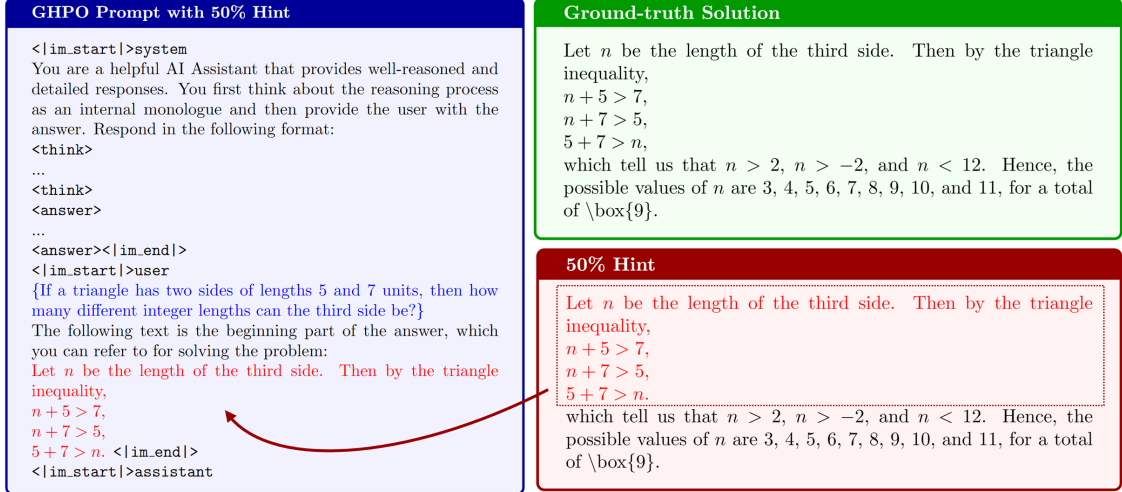 GHPO Prompt with 50% Hint
<|im_start|>system
You are a helpful AI Assistant that provides well-reasoned and
detailed responses. You first think about the reasoning process
as an internal monologue and then provide the user with the
answer. Respond in the following format:
<think>
...
<think>
<answer>
...
<answer><|im_end|>
<|im_start|>user
{If a triangle has two sides of lengths 5 and 7 units, then how
many different integer lengths can the third side be?}
The following text is the beginning part of the answer, which
you can refer to for solving the problem:
Let n be the length of the third side. Then by the triangle
inequality,
n + 5 > 7,
n + 7 > 5,
5 + 7 > n. <|im_end|>
<|im_start|>assistant
Ground-truth Solution
Let n be the length of the third side. Then by the triangle
inequality,
n + 5 > 7,
n + 7 > 5,
5 + 7 > n,
which tell us that n > 2, n > −2, and n < 12. Hence, the
possible values of n are 3, 4, 5, 6, 7, 8, 9, 10, and 11, for a total
of \box{9}.
50% Hint
Let n be the length of the third side. Then by the triangle
inequality,
n + 5 > 7,
n + 7 > 5,
5 + 7 > n.
which tell us that n > 2, n > −2, and n < 12. Hence, the
possible values of n are 3, 4, 5, 6, 7, 8, 9, 10, and 11, for a total
of \box{9}.